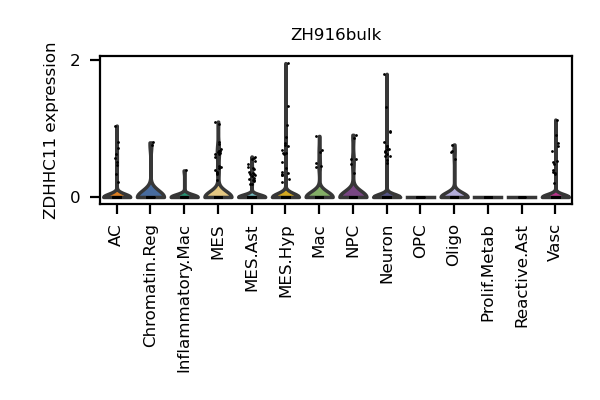 ZH916bulk
ZDHHC11 expression
2
0
AC
Chromatin.Reg
Inflammatory.Mac
MES
MES.Ast
MES.Hyp
Mac
NPC
Neuron
OPC
Oligo
Prolif.Metab
Reactive.Ast
Vasc